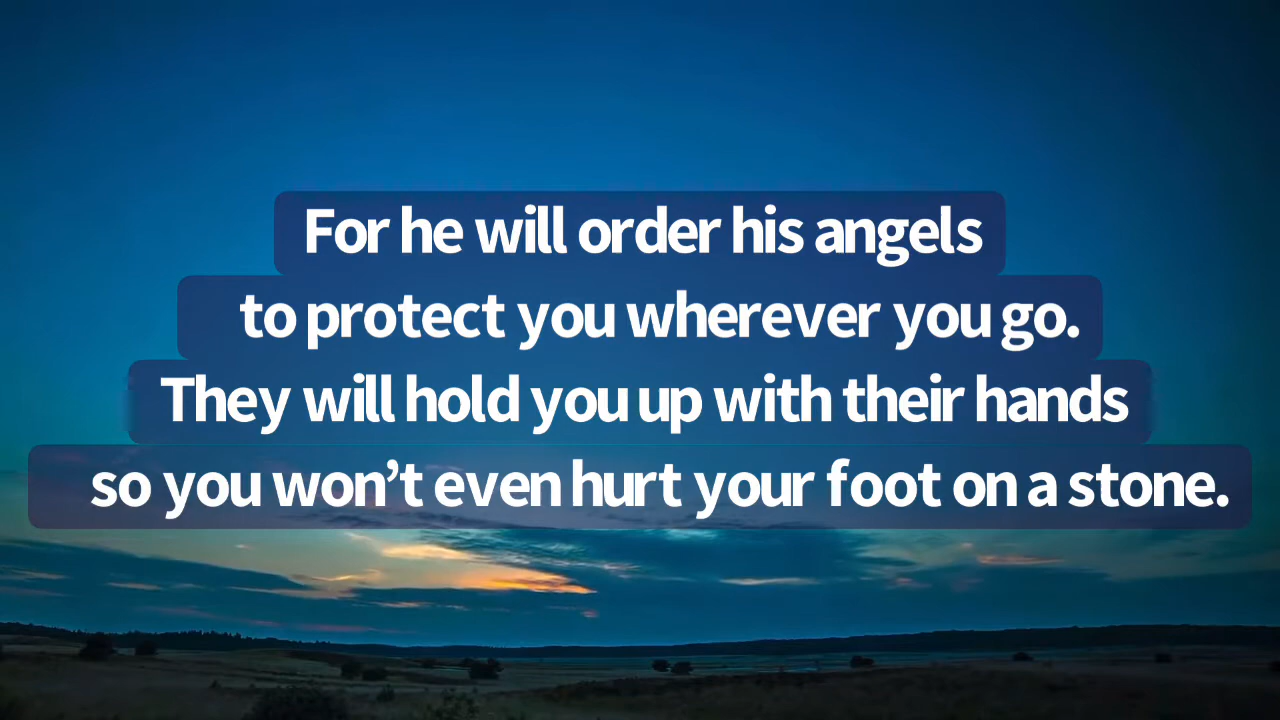 For he will order his angels
to protect you wherever you go.
They will hold you up with their hands
so you won’t even hurt your foot on a stone.